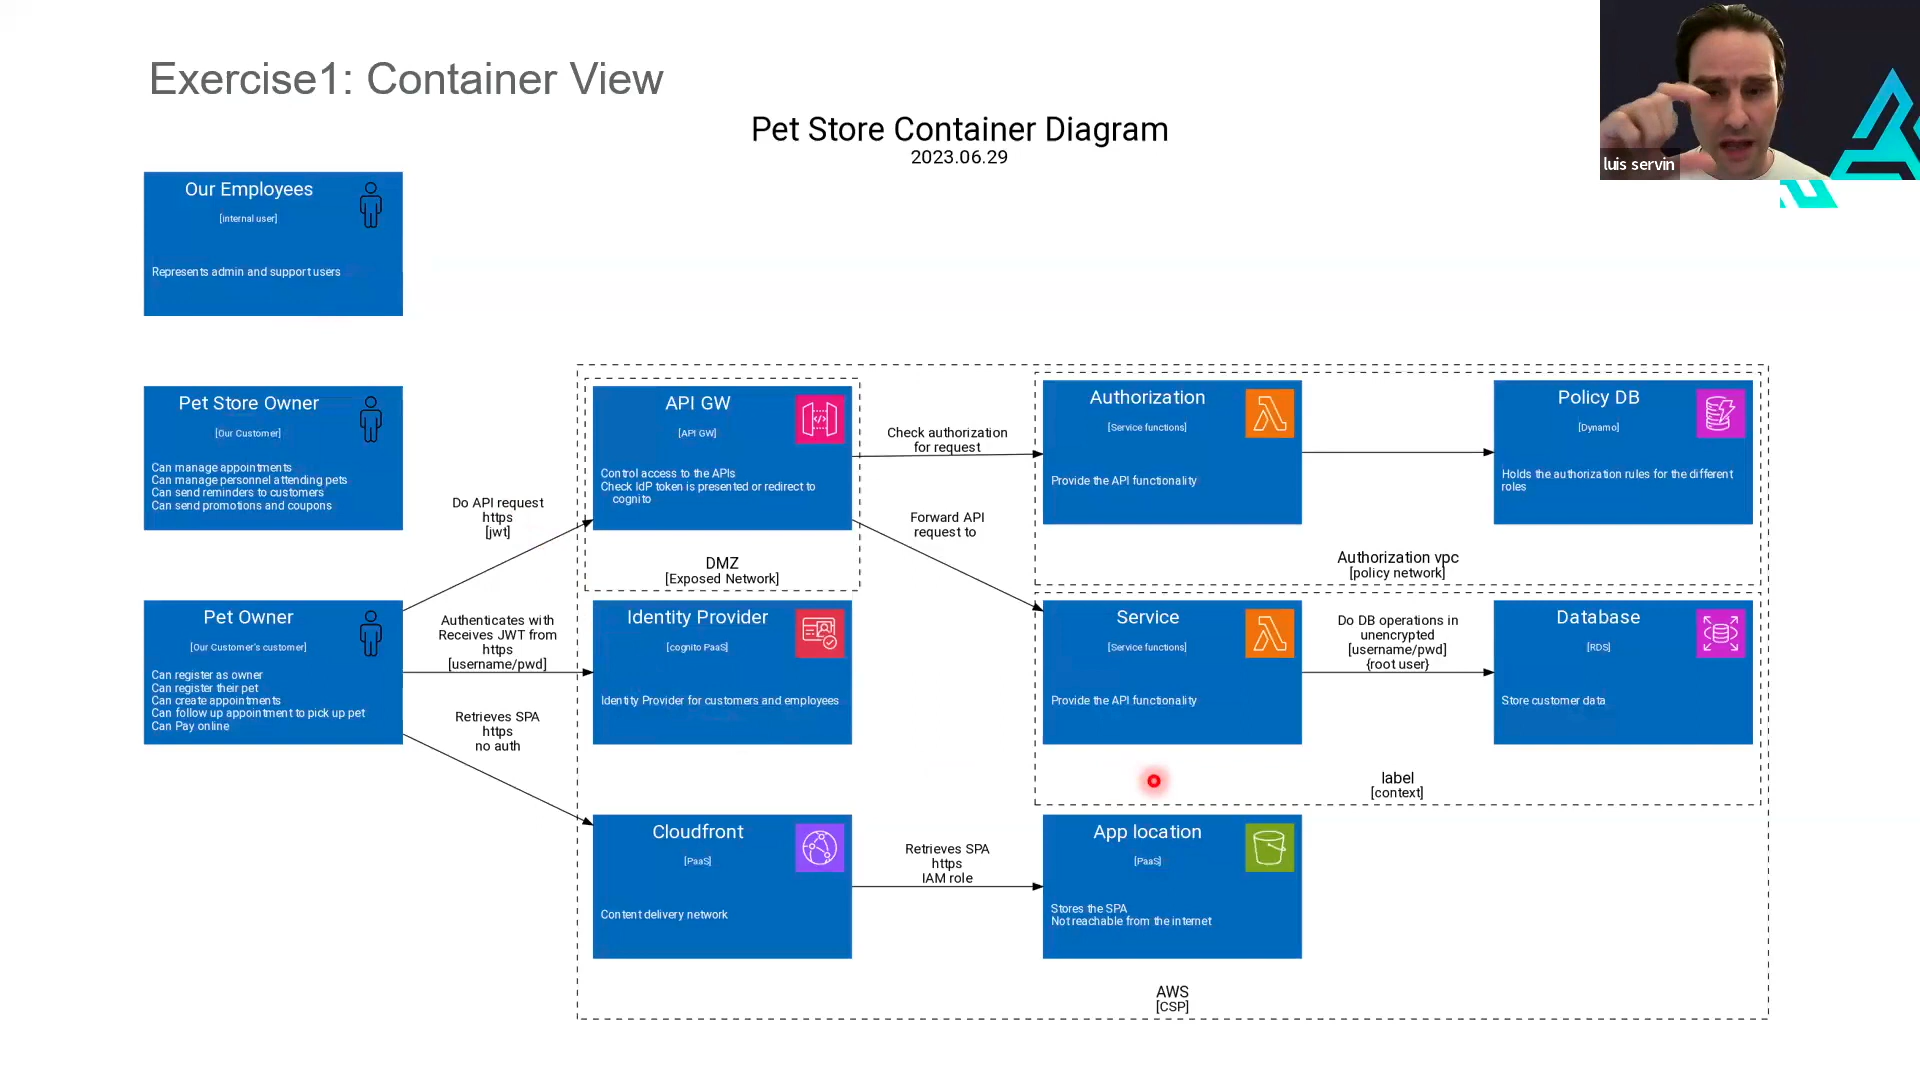 Exercise1: Container View
Pet Store Container Diagram
2023.06.29
luis servin
Our Employees
[internal user]
Represents admin and support users
Pet Store Owner
[Our Customer]
Can manage appointments
Can manage personnel attending pets
Can send reminders to customers
Can send promotions and coupons
Pet Owner
[Our Customer's customer]
Can register as owner
Can register their pet
Can create appointments
Can follow up appointment to pick up pet
Can Pay online
Do API request
https
[jwt]
Authenticates with
Receives JWT from
https
[username/pwd]
Retrieves SPA
https
no auth
API GW
[API GW]
Control access to the APIs
Check IdP token is presented or redirect to
cognito
DMZ
[Exposed Network]
Identity Provider
[cognito PaaS]
Identity Provider for customers and employees
Cloudfront
[PaaS]
Content delivery network
Check authorization
for request
Forward API
request to
Retrieves SPA
https
IAM role
Authorization
[Service functions]
Provide the API functionality
Policy DB
[Dynamo]
Holds the authorization rules for the different
roles
Authorization vpc
[policy network]
Service
[Service functions]
Provide the API functionality
Do DB operations in
unencrypted
[username/pwd]
{root user}
Database
[RDS]
Store customer data
label
[context]
App location
[PaaS]
Stores the SPA
Not reachable from the internet
AWS
[CSP]